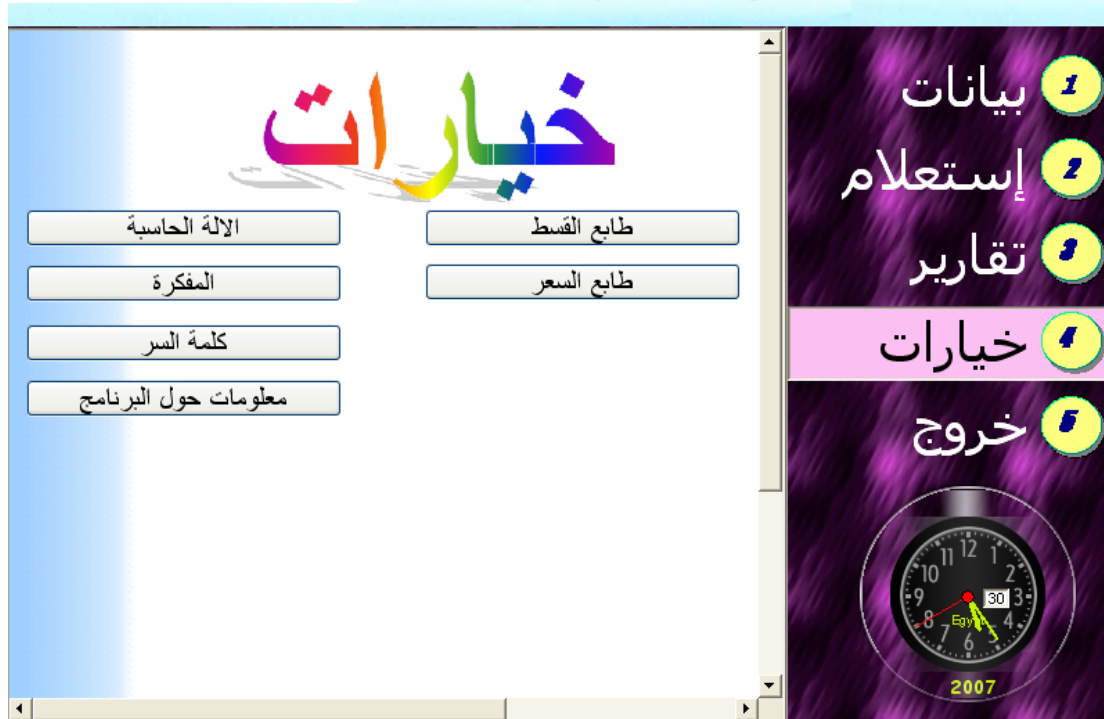 خيارات
طابع القسط
الالة الحاسبة
طابع السعر
المفكرة
كلمة السر
معلومات حول البرنامج
1 بيانات
2 إستعلام
3 تقارير
4 خيارات
5 خروج
12
11 1
10 2
9 30 3
8 Egypt 4
7 5
6
2007